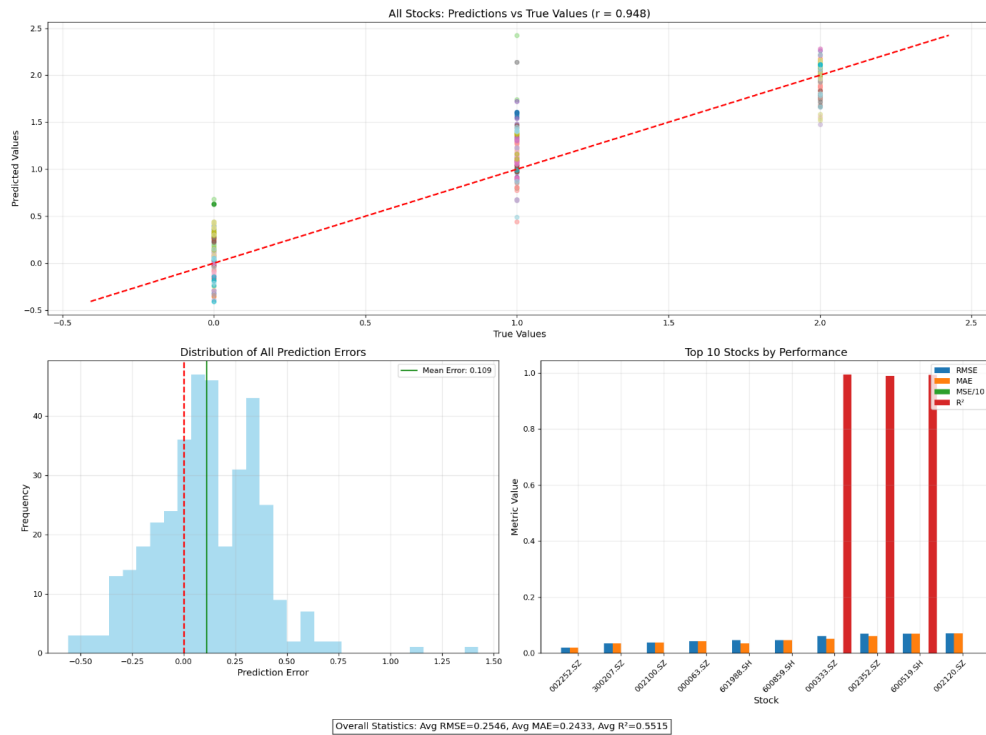 All Stocks: Predictions vs True Values (r = 0.948)
2.5
2.0
1.5
1.0
0.5
0.0
−0.5
Predicted Values
−0.5
0.0
0.5
1.0
1.5
2.0
2.5
True Values
Distribution of All Prediction Errors
Mean Error: 0.109
40
30
20
10
0
Frequency
−0.50
−0.25
0.00
0.25
0.50
0.75
1.00
1.25
1.50
Prediction Error
Top 10 Stocks by Performance
RMSE
MAE
MSE/10
R²
1.0
0.8
0.6
0.4
0.2
0.0
Metric Value
002252.SZ
300207.SZ
002100.SZ
000063.SZ
601988.SH
600859.SH
000333.SZ
002352.SZ
600519.SH
002120.SZ
Stock
Overall Statistics: Avg RMSE=0.2546, Avg MAE=0.2433, Avg R²=0.5515